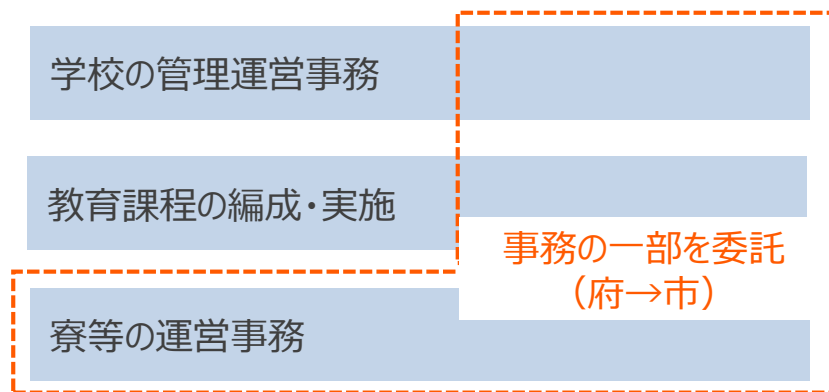 学校の管理運営事務
教育課程の編成・実施
事務の一部を委託
（府→市）
寮等の運営事務